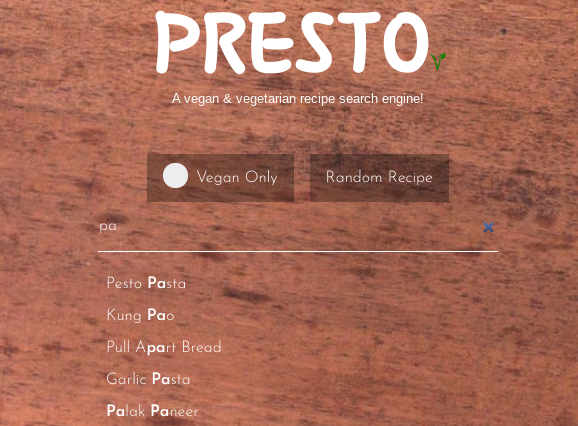 PRESTO
A vegan & vegetarian recipe search engine!
Vegan Only Random Recipe
pa
Pesto Pasta
Kung Pao
Pull Apart Bread
Garlic Pasta
Palak Paneer